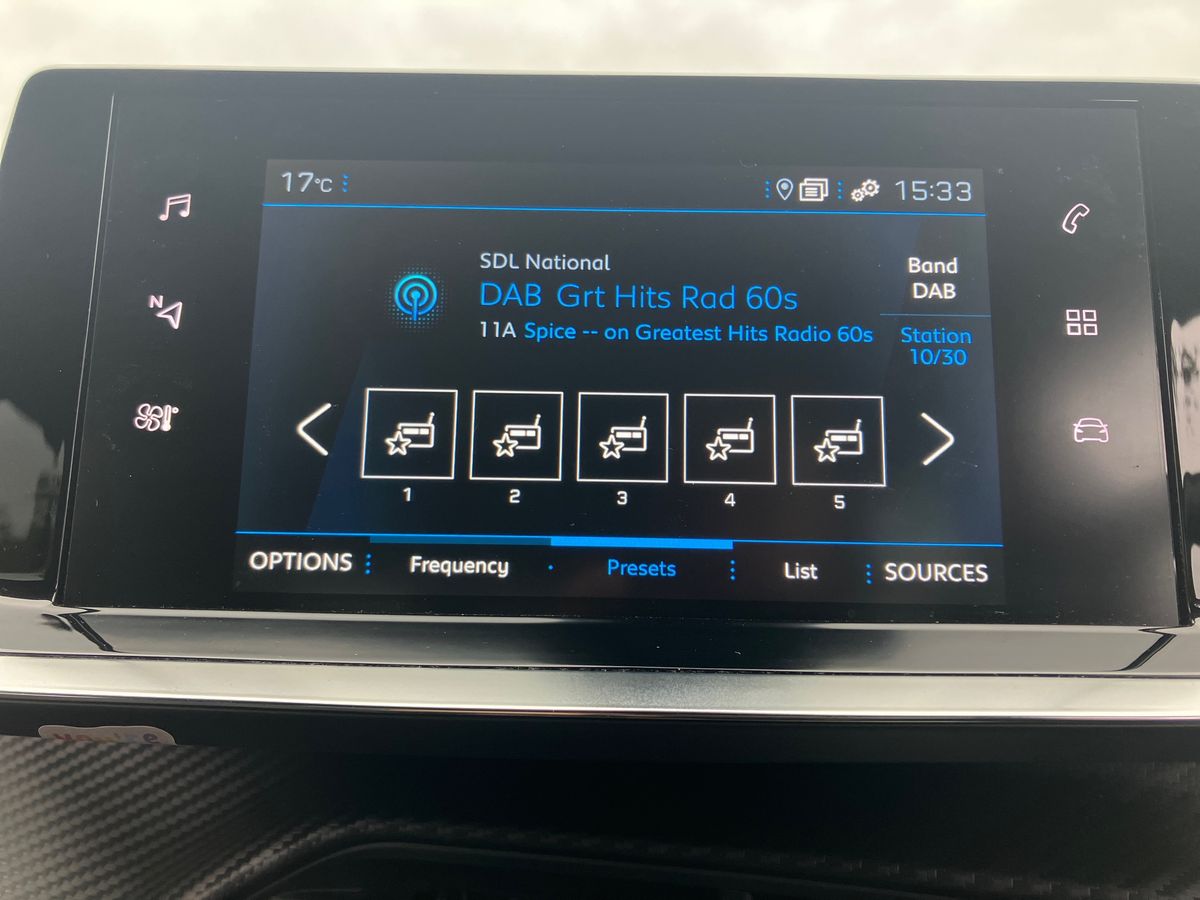 17°C
15:33
SDL National
DAB Grt Hits Rad 60s
11A Spice -- on Greatest Hits Radio 60s
Band
DAB
Station
10/30
N
1 2 3 4 5
OPTIONS Frequency Presets List SOURCES